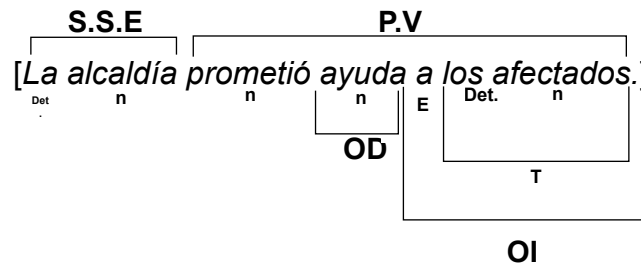 S.S.E P.V
[La alcaldía prometió ayuda a los afectados.]
Det. n n n E Det. n
OD
T
OI